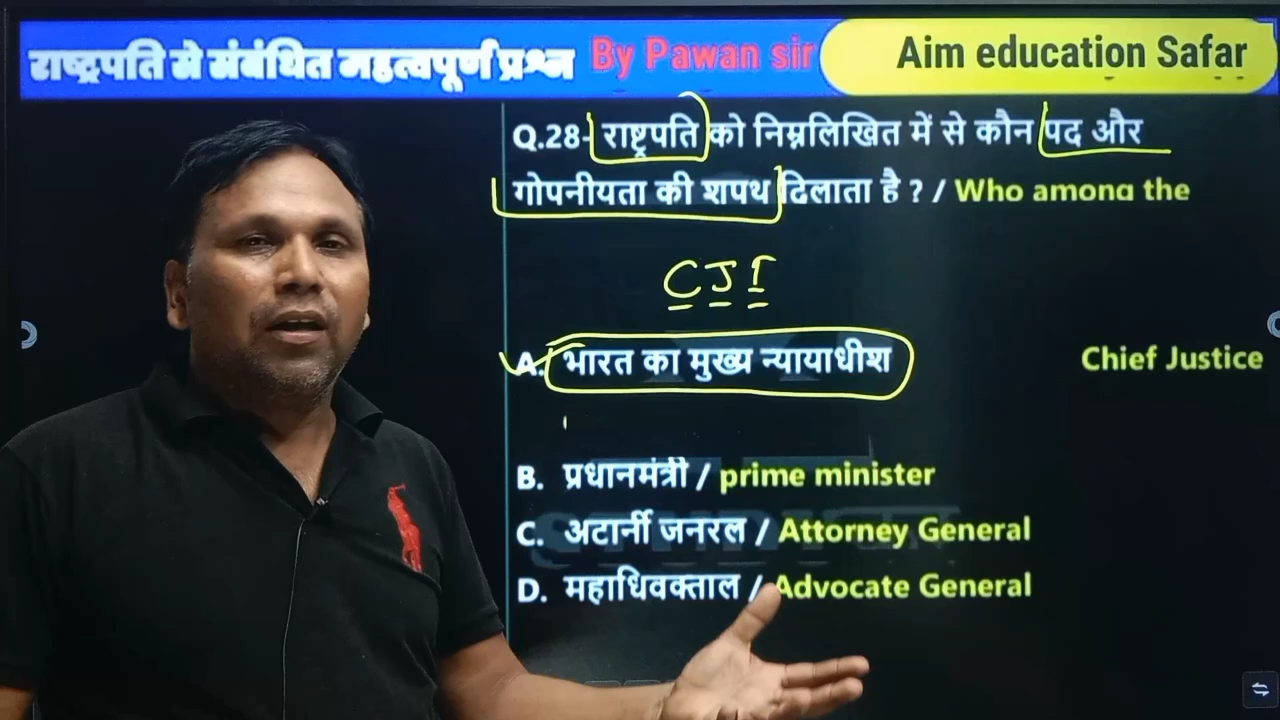 राष्ट्रपति से संबंधित महत्वपूर्ण प्रश्न By Pawan sir Aim education Safar
Q.28- राष्ट्रपति को निम्नलिखित में से कौन पद और
गोपनीयता की शपथ दिलाता है ? / Who among the
CJI
A. भारत का मुख्य न्यायाधीश Chief Justice
B. प्रधानमंत्री / prime minister
C. अटार्नी जनरल / Attorney General
D. महाधिवक्ताल / Advocate General